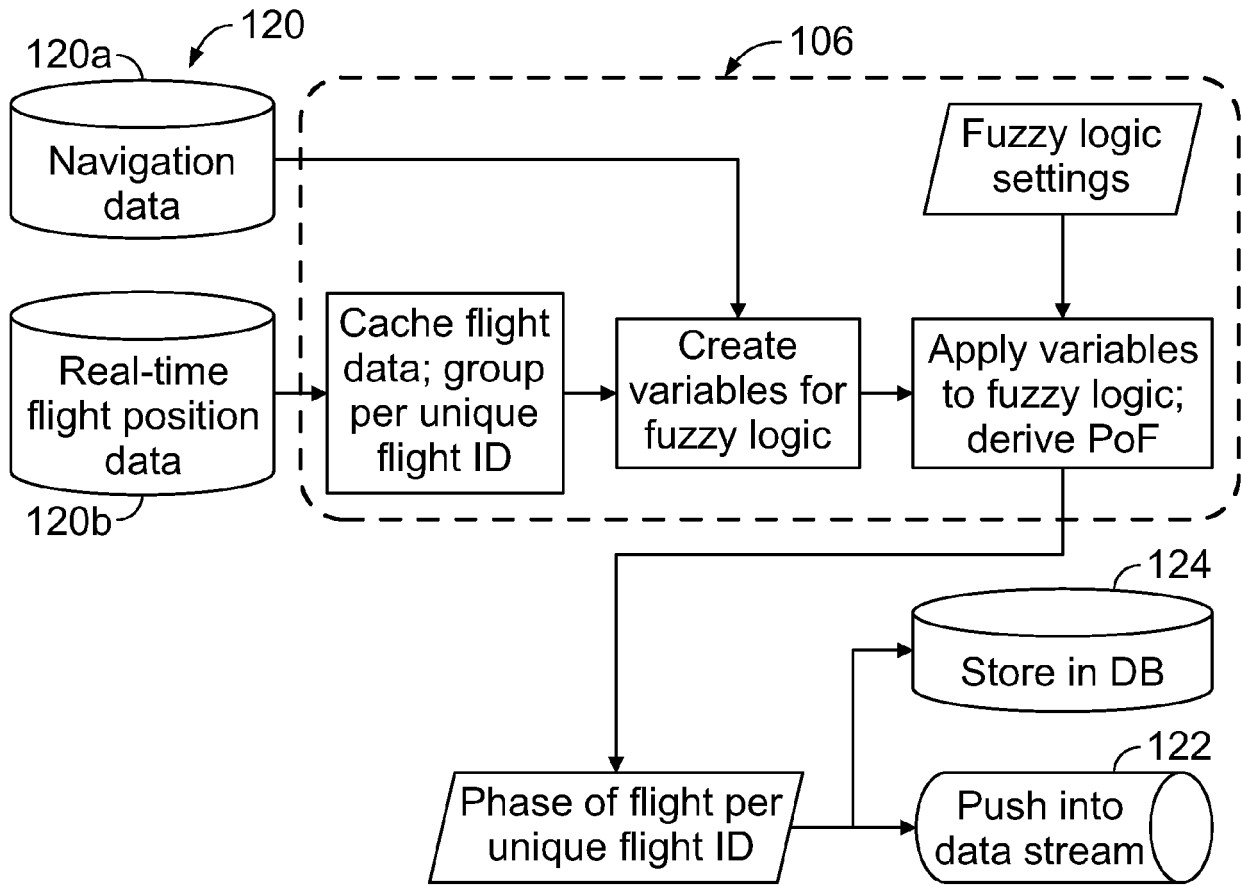 120
120a
106
Navigation
data
Fuzzy logic
settings
Real-time
flight position
data
120b
Cache flight
data; group
per unique
flight ID
Create
variables for
fuzzy logic
Apply variables
to fuzzy logic;
derive PoF
124
Store in DB
122
Phase of flight per
unique flight ID
Push into
data stream